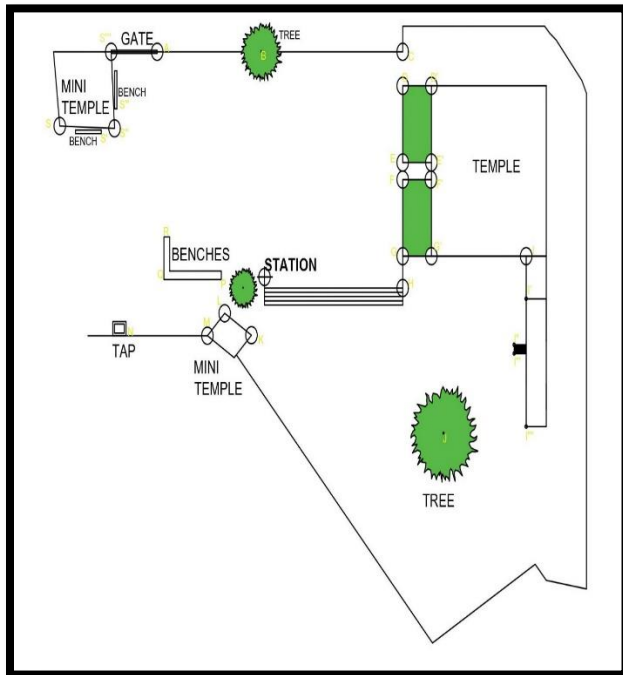 GATE
TREE
S'''
A
B
C
MINI
TEMPLE
BENCH
S
S''
BENCH
E
F
TEMPLE
R
BENCHES
Q
STATION
P
G
G'
H
L
M
K
N
TAP
MINI
TEMPLE
J
TREE